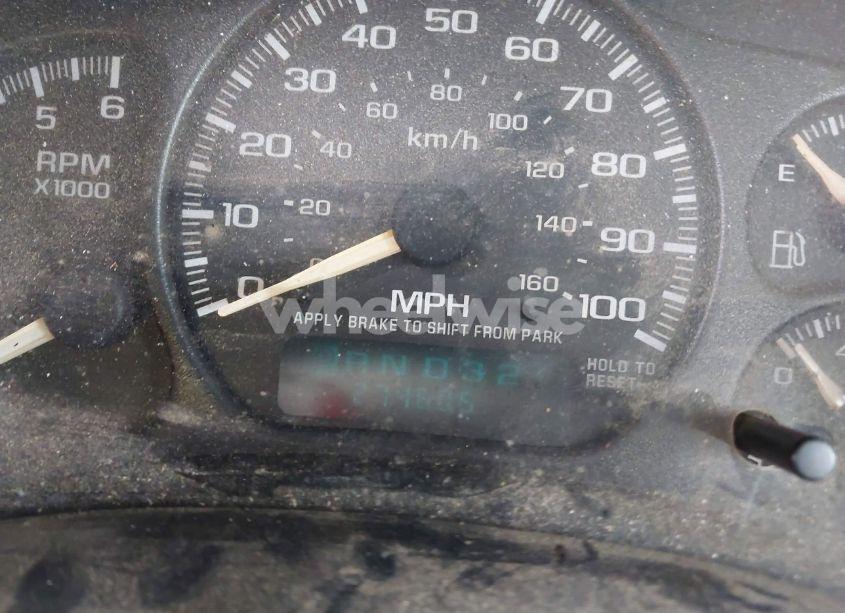 5 6
RPM
X1000
0 10 20 30 40 50 60 70 80 90 100
20 40 60 80 100 120 140 160
km/h
MPH
wheelwise
APPLY BRAKE TO SHIFT FROM PARK
HOLD TO
RESET
E